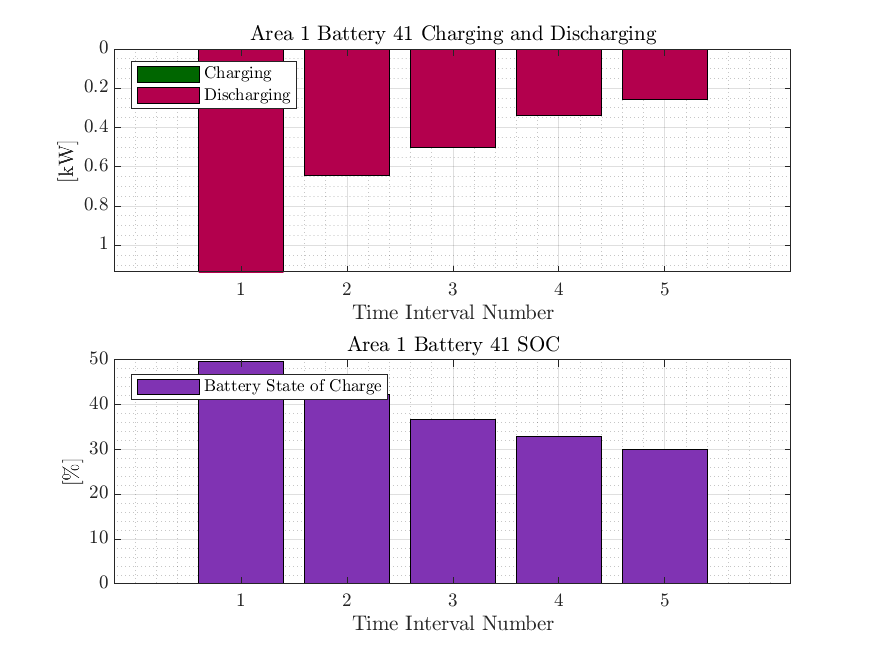 Area 1 Battery 41 Charging and Discharging
0
0.2
0.4
0.6
0.8
1
[kW]
Charging
Discharging
1 2 3 4 5
Time Interval Number
Area 1 Battery 41 SOC
50
40
30
20
10
0
[%]
Battery State of Charge
1 2 3 4 5
Time Interval Number